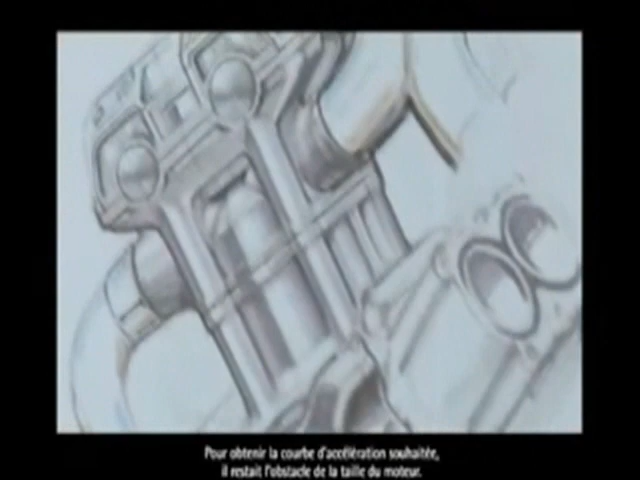 Pour obtenir la courbe d'accélération souhaitée,
il restait l'obstacle de la taille du moteur.